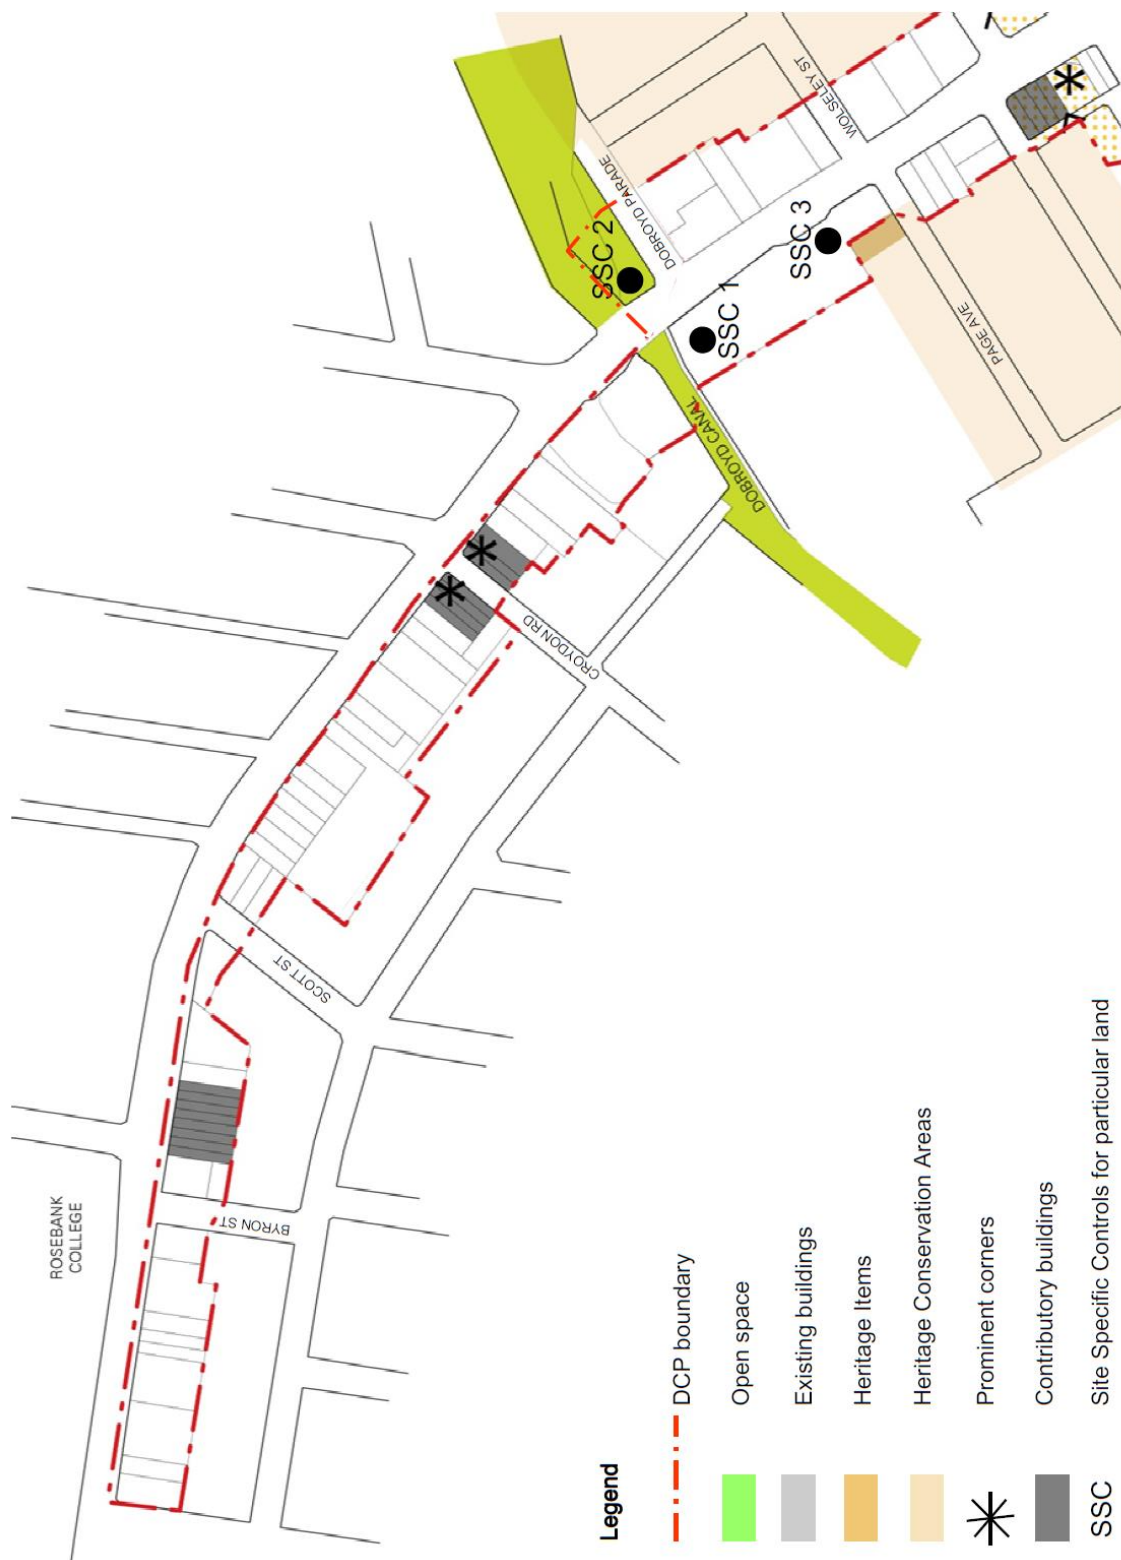 WOLSELEY ST
DOBROYD PARADE
SSC 2
SSC 3
SSC 1
PAGE AVE
DOBROYD CANAL
CROYDON RD
SCOTT ST
BYRON ST
ROSEBANK
COLLEGE
Legend
DCP boundary
Open space
Existing buildings
Heritage Items
Heritage Conservation Areas
Prominent corners
Contributory buildings
SSC Site Specific Controls for particular land